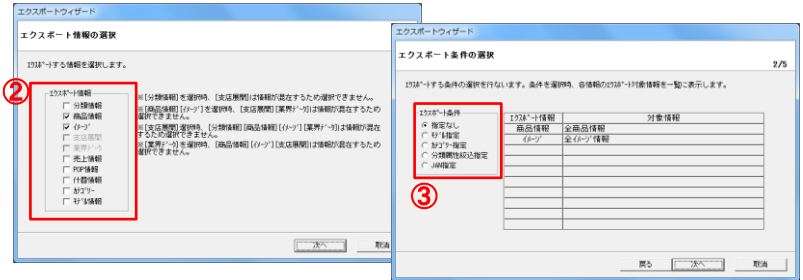 エクスポートウィザード
エクスポート情報の選択
ｴｸｽﾎﾟｰﾄする情報を選択します。
②
ｴｸｽﾎﾟｰﾄ情報
分類情報
商品情報
ｲﾒｰｼﾞ
支店展開
業界ﾃﾞｰﾀ
売上情報
POP情報
什器情報
ｶﾃｺﾞﾘｰ
ﾓﾃﾞﾙ情報
※[分類情報]を選択時、[支店展開]は情報が混在するため選択できません。
※[商品情報][ｲﾒｰｼﾞ]を選択時、[支店展開][業界ﾃﾞｰﾀ]は情報が混在するため
選択できません。
※[支店展開]選択時、[分類情報][商品情報][ｲﾒｰｼﾞ][業界ﾃﾞｰﾀ]は情報が混在
するため選択できません。
※[業界ﾃﾞｰﾀ]を選択時、[商品情報][ｲﾒｰｼﾞ][支店展開]は情報が混在するため
選択できません。
次へ
取消
エクスポートウィザード
エクスポート条件の選択
2/5
ｴｸｽﾎﾟｰﾄする条件の選択を行ないます。条件を選択時、各情報のｴｸｽﾎﾟｰﾄ対象情報を一覧に表示します。
ｴｸｽﾎﾟｰﾄ条件
指定なし
ﾓﾃﾞﾙ指定
ｶﾃｺﾞﾘｰ指定
分類属性絞込指定
JAN指定
③
ｴｸｽﾎﾟｰﾄ情報 対象情報
商品情報 全商品情報
ｲﾒｰｼﾞ 全ｲﾒｰｼﾞ情報
戻る
次へ
取消